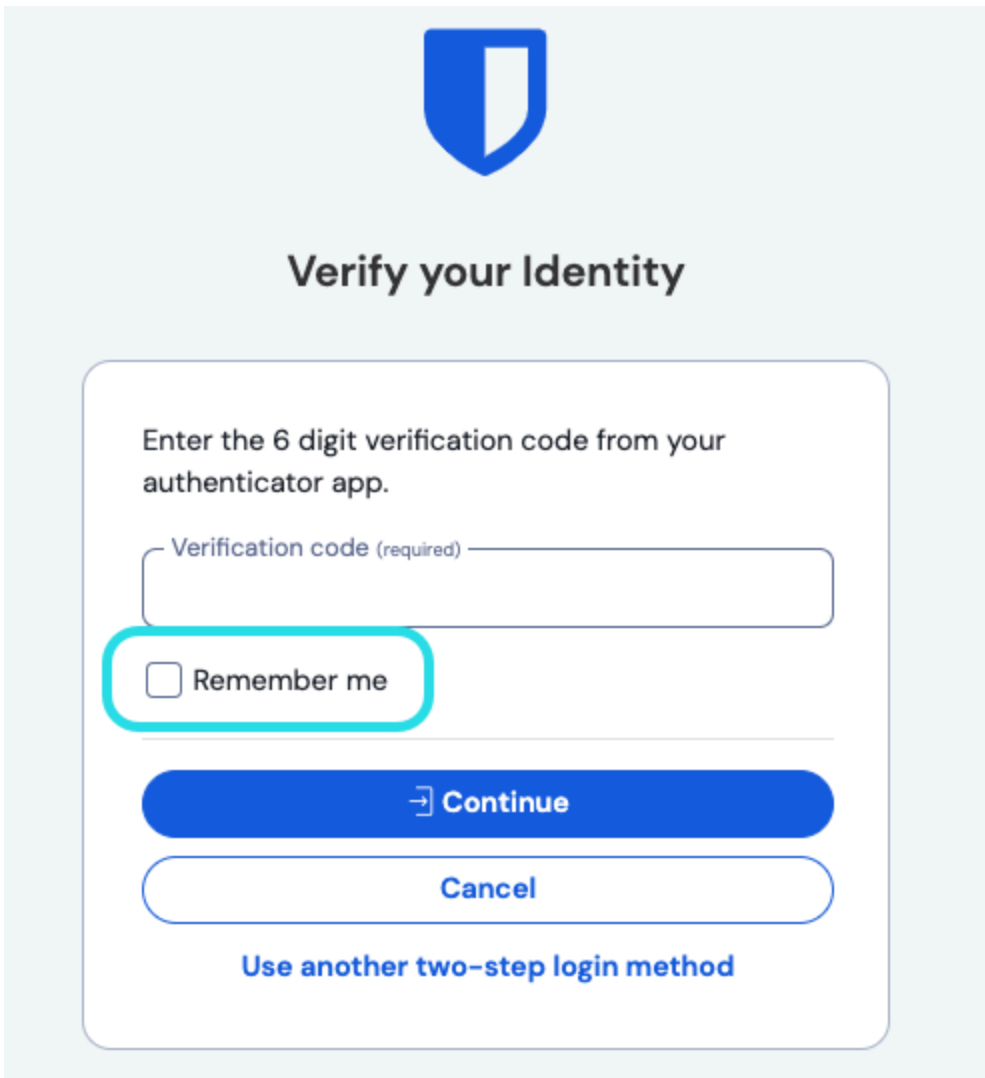 Verify your Identity
Enter the 6 digit verification code from your
authenticator app.
Verification code (required)
Remember me
Continue
Cancel
Use another two-step login method